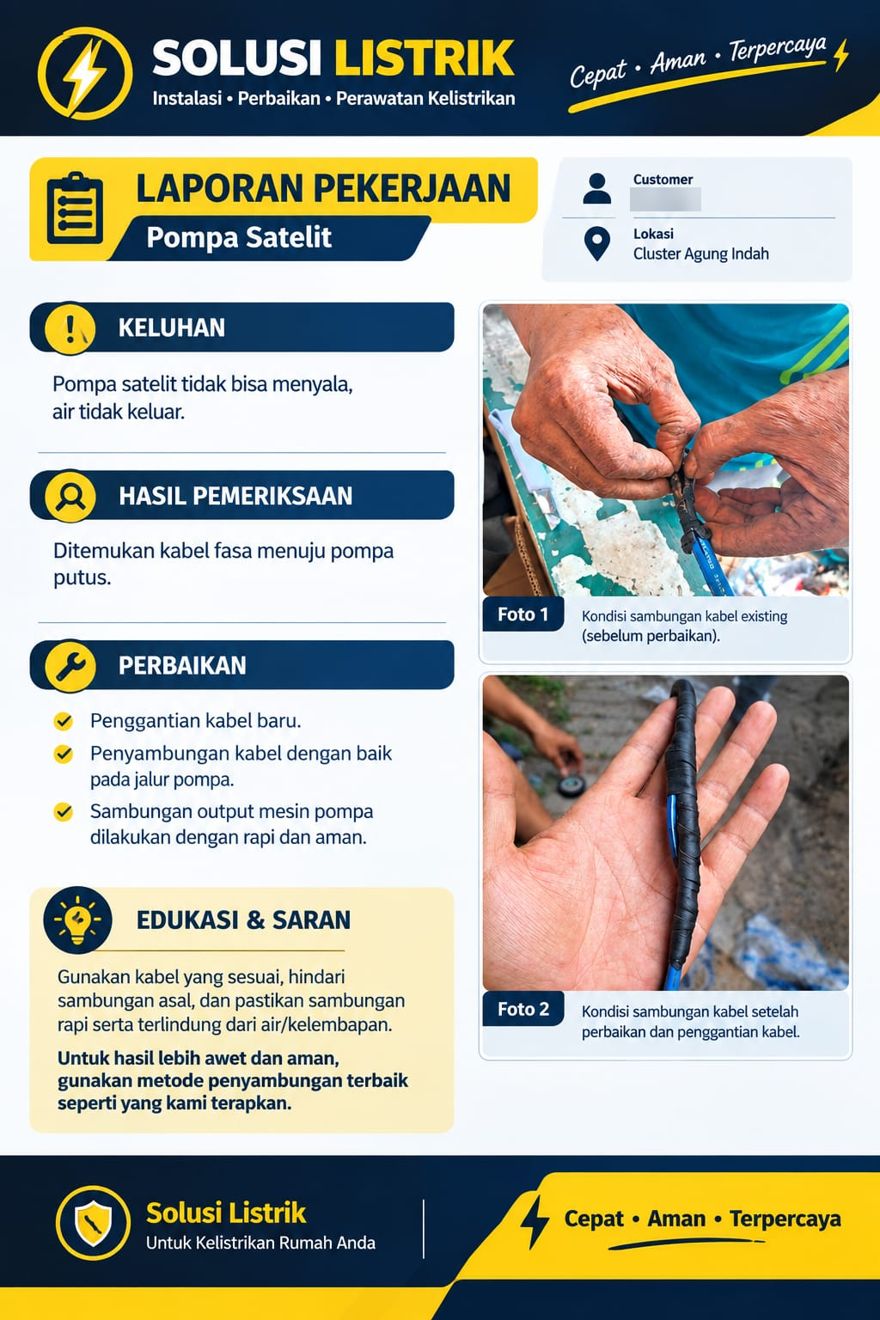 SOLUSI LISTRIK
Instalasi • Perbaikan • Perawatan Kelistrikan
Cepat • Aman • Terpercaya
LAPORAN PEKERJAAN
Pompa Satelit
Customer
Lokasi
Cluster Agung Indah
KELUHAN
Pompa satelit tidak bisa menyala,
air tidak keluar.
HASIL PEMERIKSAAN
Ditemukan kabel fasa menuju pompa
putus.
PERBAIKAN
Penggantian kabel baru.
Penyambungan kabel dengan baik
pada jalur pompa.
Sambungan output mesin pompa
dilakukan dengan rapi dan aman.
EDUKASI & SARAN
Gunakan kabel yang sesuai, hindari
sambungan asal, dan pastikan sambungan
rapi serta terlindung dari air/kelembapan.
Untuk hasil lebih awet dan aman,
gunakan metode penyambungan terbaik
seperti yang kami terapkan.
Foto 1
Kondisi sambungan kabel existing
(sebelum perbaikan).
Foto 2
Kondisi sambungan kabel setelah
perbaikan dan penggantian kabel.
Solusi Listrik
Untuk Kelistrikan Rumah Anda
Cepat • Aman • Terpercaya